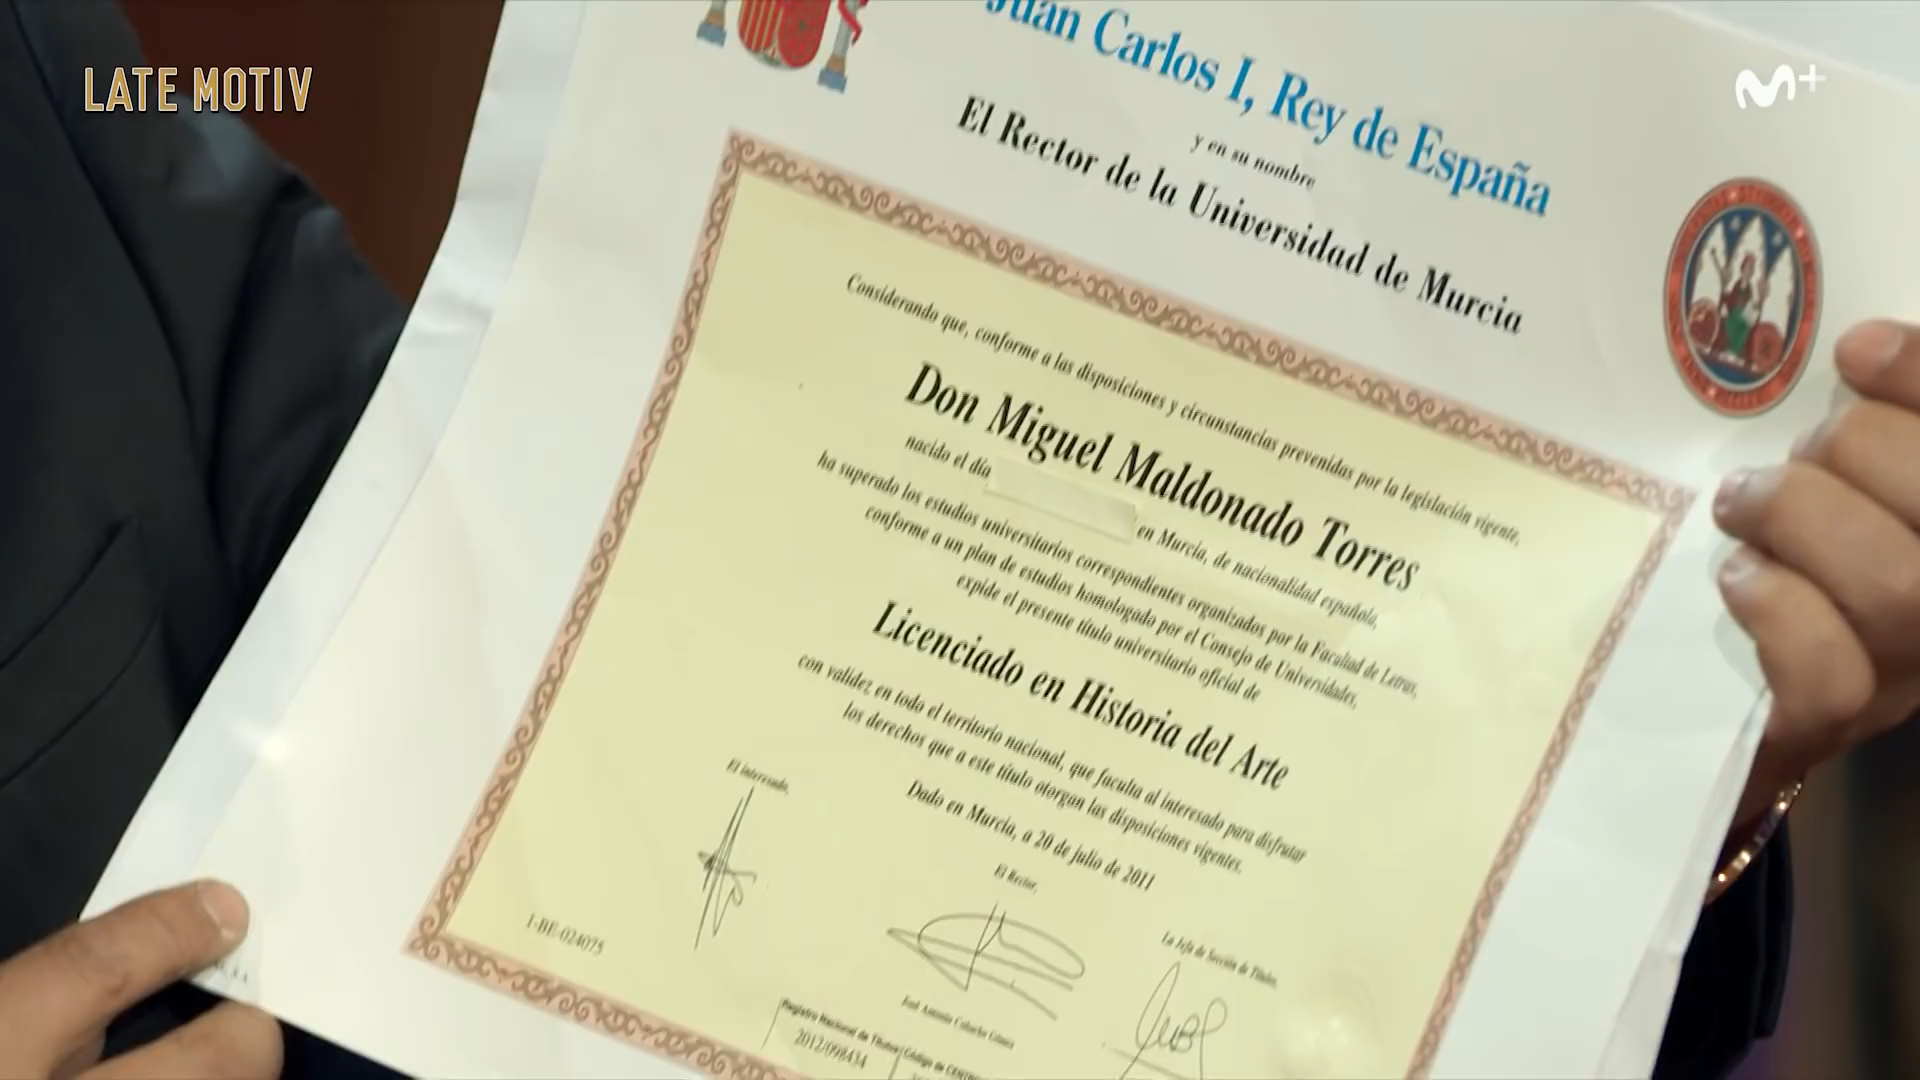 LATE MOTIV
M+
Juan Carlos I, Rey de España
y en su nombre
El Rector de la Universidad de Murcia
Considerando que, conforme a las disposiciones y circunstancias prevenidas por la legislación vigente,
Don Miguel Maldonado Torres
nacido el día en Murcia, de nacionalidad española,
ha superado los estudios universitarios correspondientes organizados por la Facultad de Letras,
conforme a un plan de estudios homologado por el Consejo de Universidades,
expide el presente título universitario oficial de
Licenciado en Historia del Arte
con validez en todo el territorio nacional, que faculta al interesado para disfrutar
los derechos que a este título otorgan las disposiciones vigentes.
Dado en Murcia, a 20 de julio de 2011
El interesado,
El Rector,
La Jefa de Sección de Títulos,
1-BE-024075
José Antonio Cobacho Gómez
Registro Nacional de Títulos
Código de
2012/098434